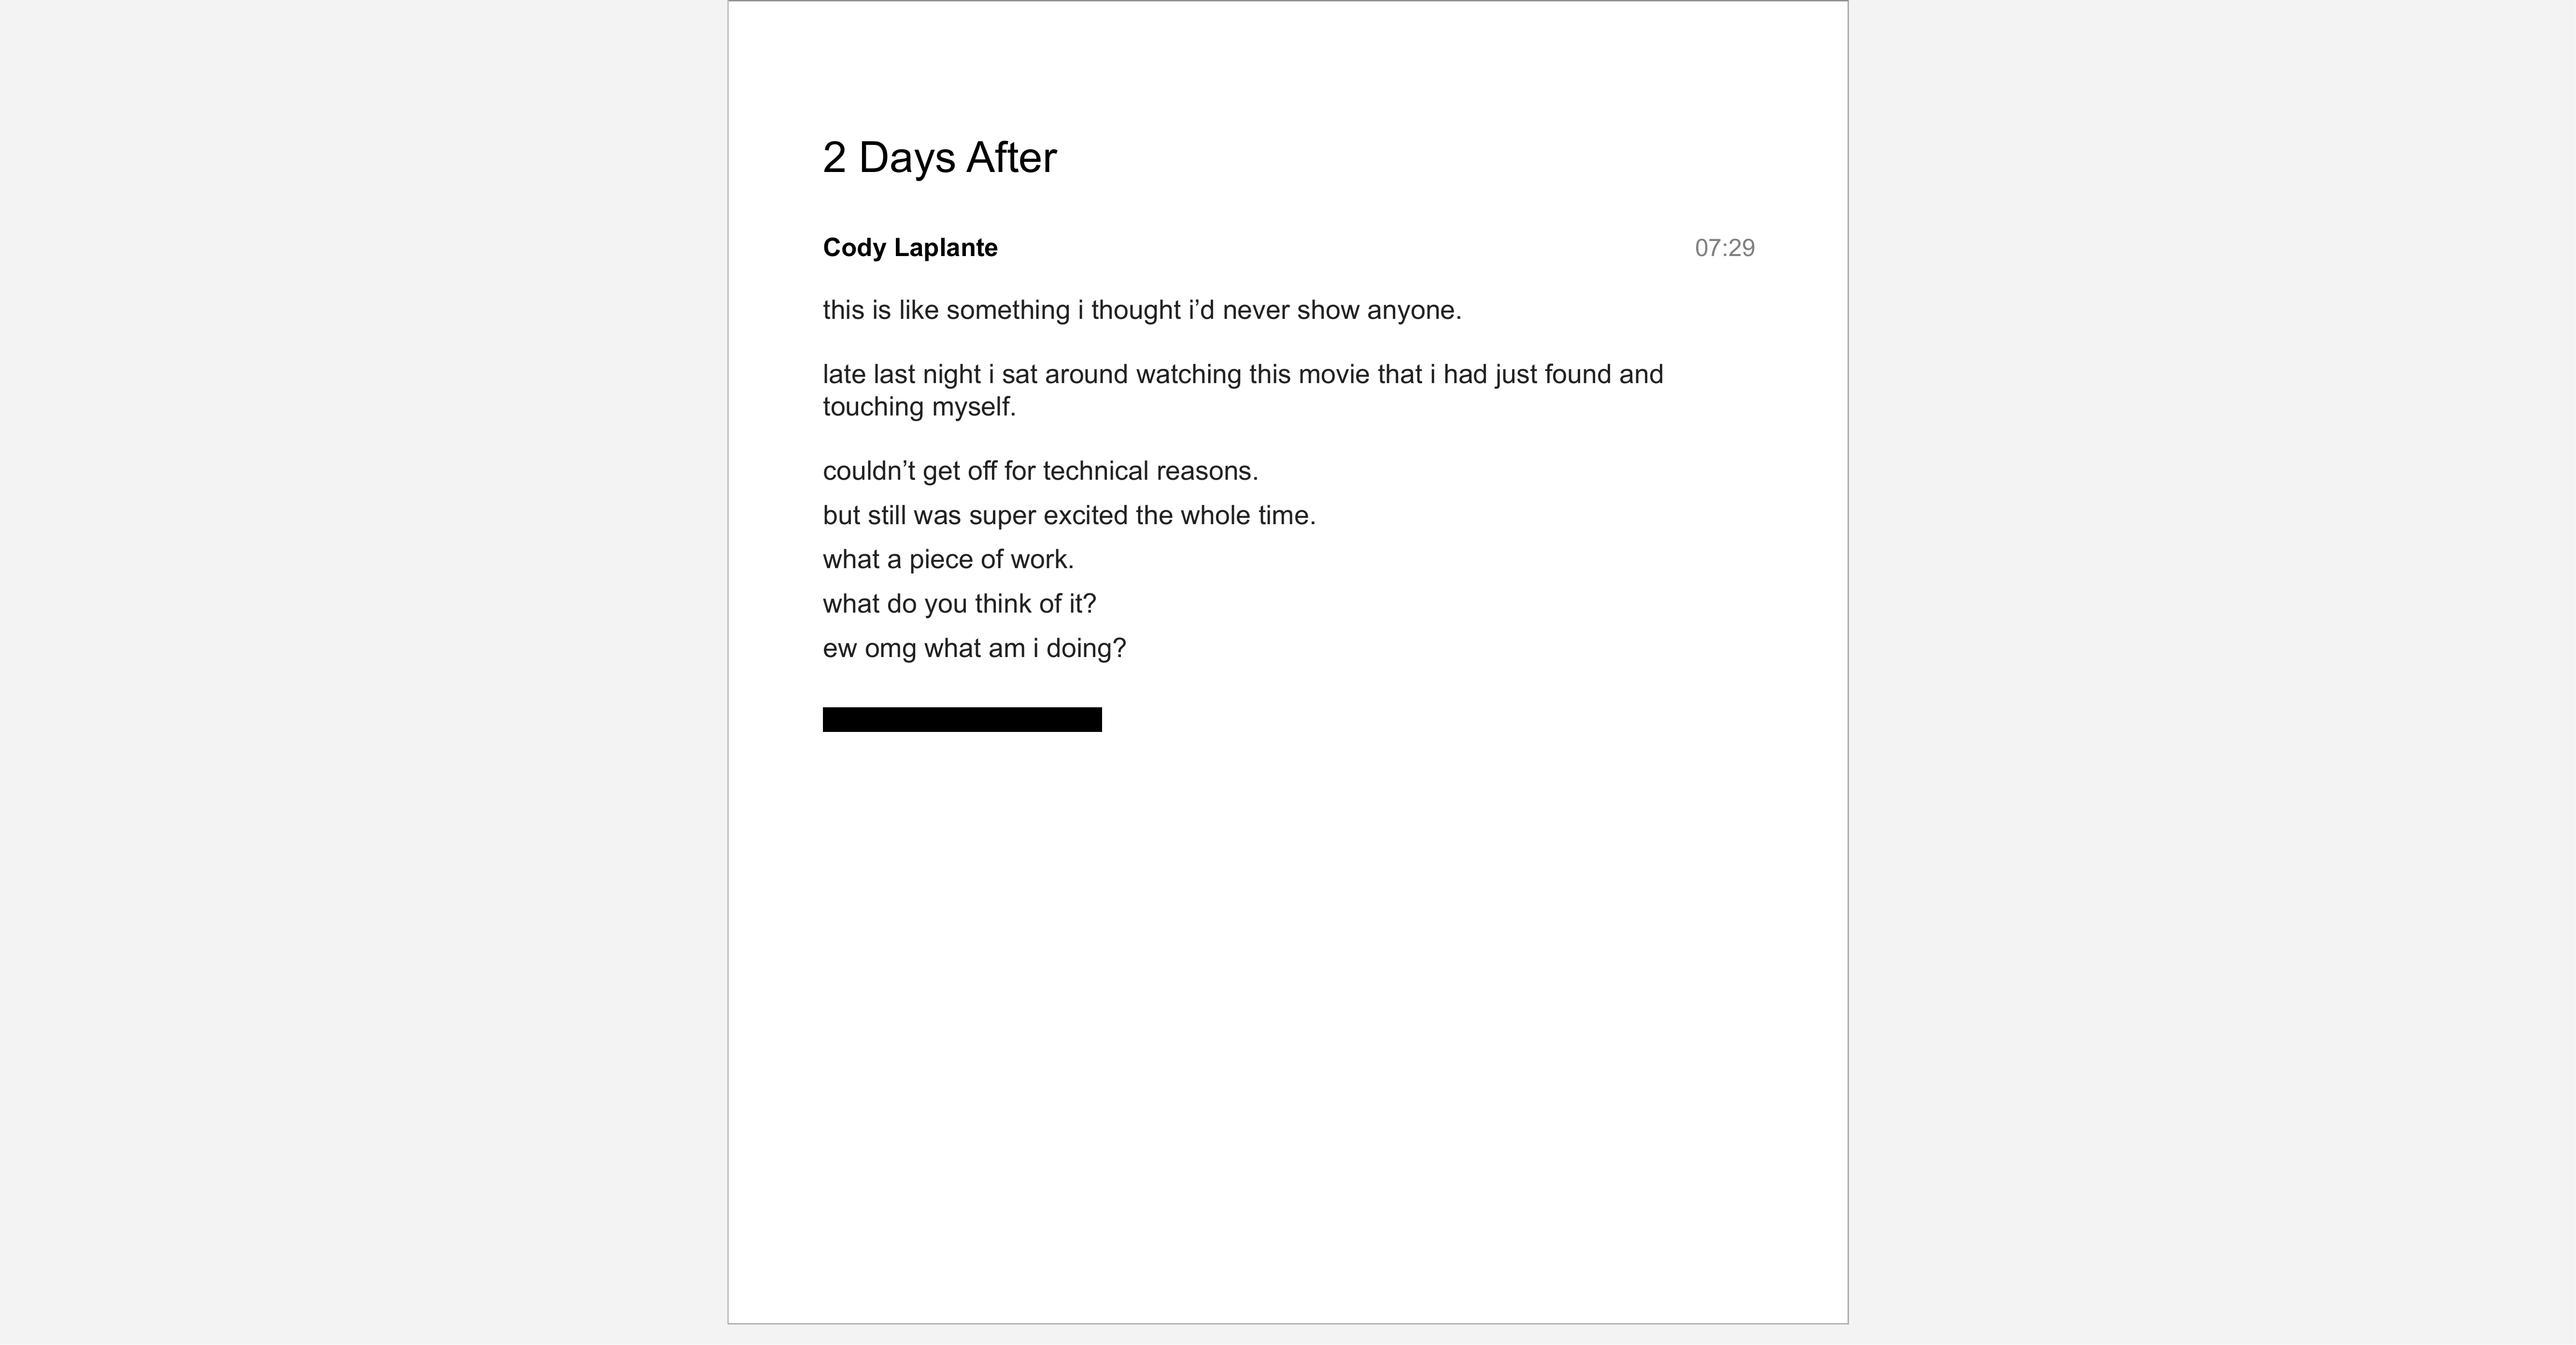 2 Days After
Cody Laplante
07:29
this is like something i thought i’d never show anyone.
late last night i sat around watching this movie that i had just found and
touching myself.
couldn’t get off for technical reasons.
but still was super excited the whole time.
what a piece of work.
what do you think of it?
ew omg what am i doing?